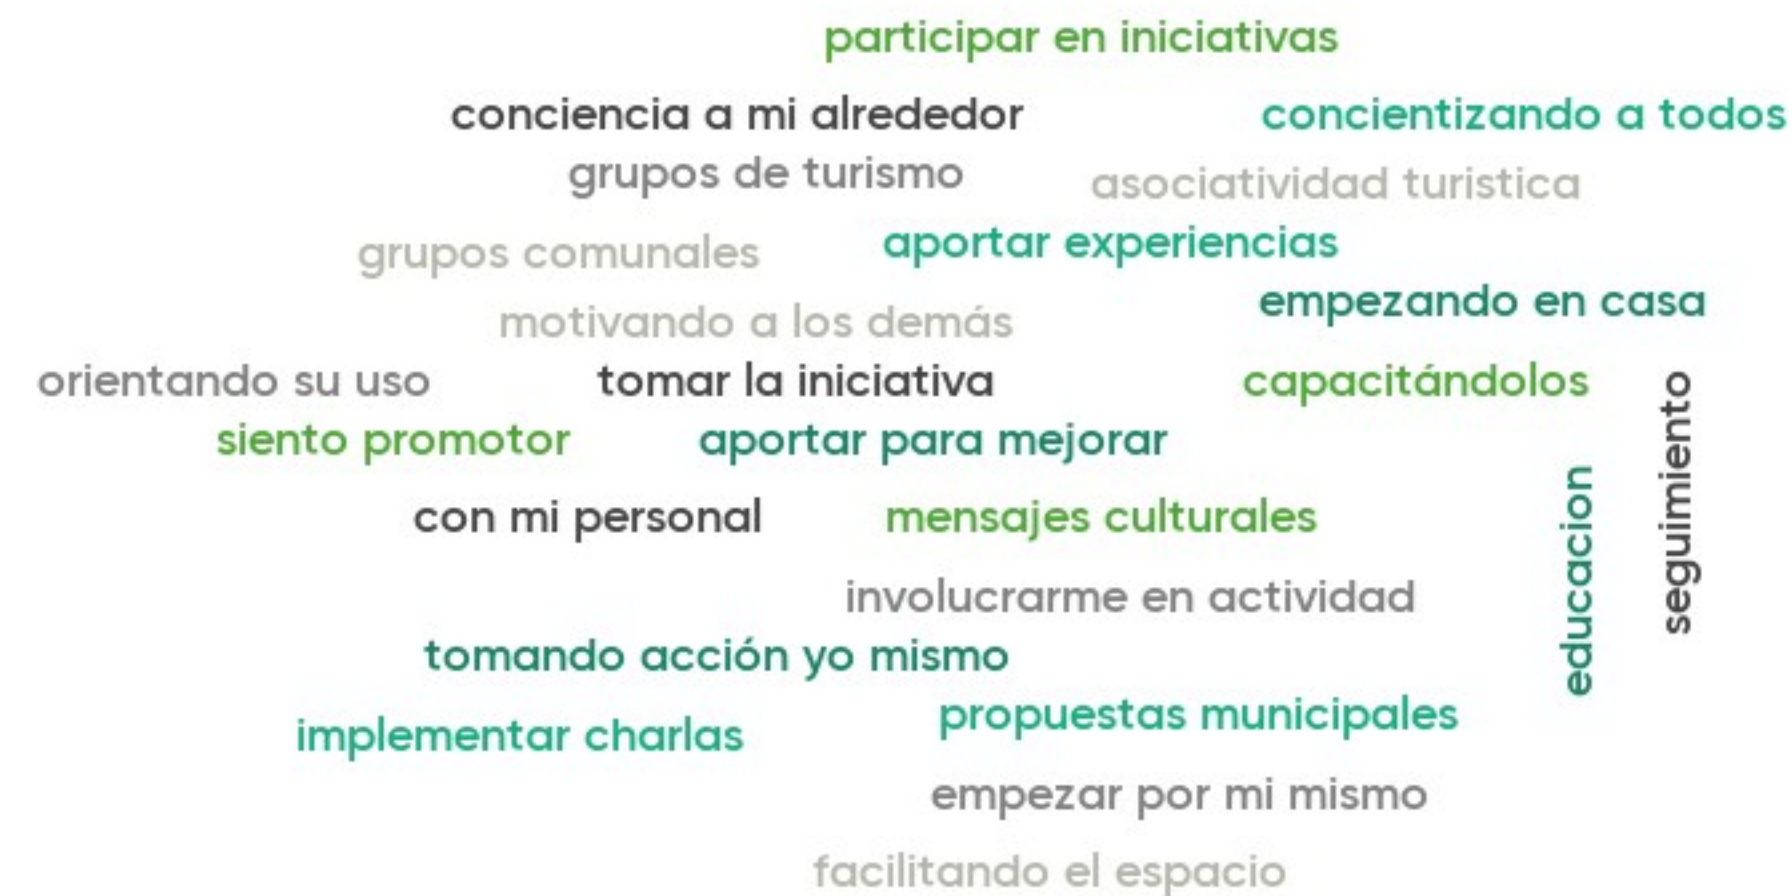 participar en iniciativas
conciencia a mi alrededor
concientizando a todos
grupos de turismo
asociatividad turistica
grupos comunales
aportar experiencias
empezando en casa
motivando a los demás
orientando su uso
tomar la iniciativa
capacitándolos
seguimiento
siento promotor
aportar para mejorar
educacion
con mi personal
mensajes culturales
involucrarme en actividad
tomando acción yo mismo
propuestas municipales
implementar charlas
empezar por mi mismo
facilitando el espacio